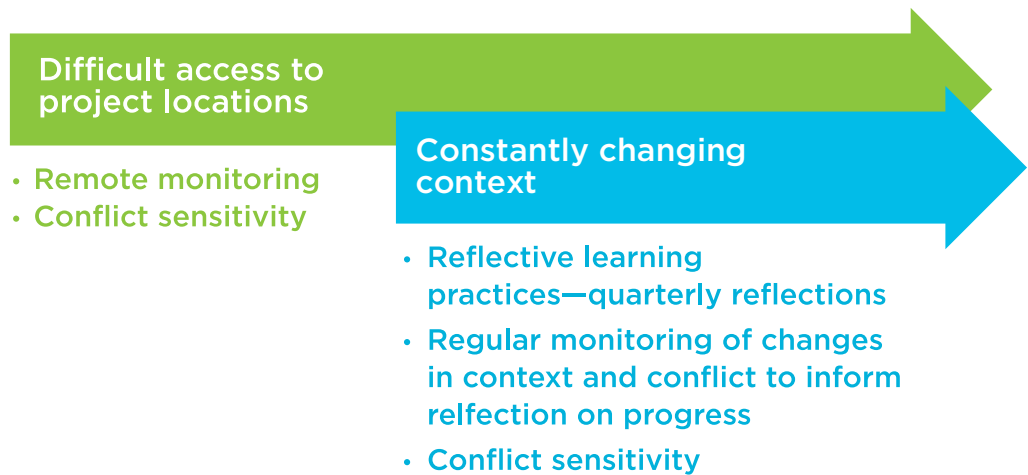 Difficult access to
project locations
• Remote monitoring
• Conflict sensitivity
Constantly changing
context
• Reflective learning
practices—quarterly reflections
• Regular monitoring of changes
in context and conflict to inform
relfection on progress
• Conflict sensitivity